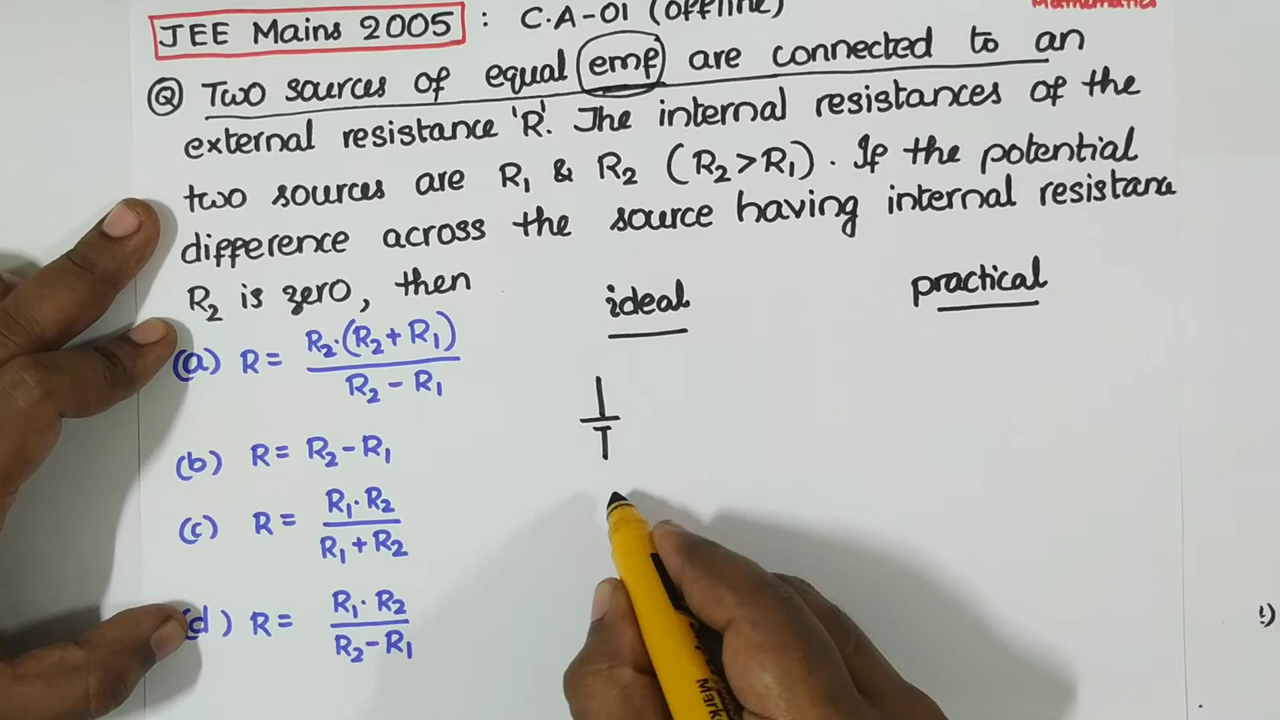 Mathematics
JEE Mains 2005 : C.A-01 (offline)
Q Two sources of equal emf are connected to an
external resistance 'R'. The internal resistances of the
two sources are R₁ & R₂ (R₂>R₁). If the potential
difference across the source having internal resistance
R₂ is zero, then
ideal
practical
(a) R= R₂.(R₂+R₁) / R₂-R₁
(b) R= R₂-R₁
(c) R= R₁.R₂ / R₁+R₂
(d) R= R₁.R₂ / R₂-R₁